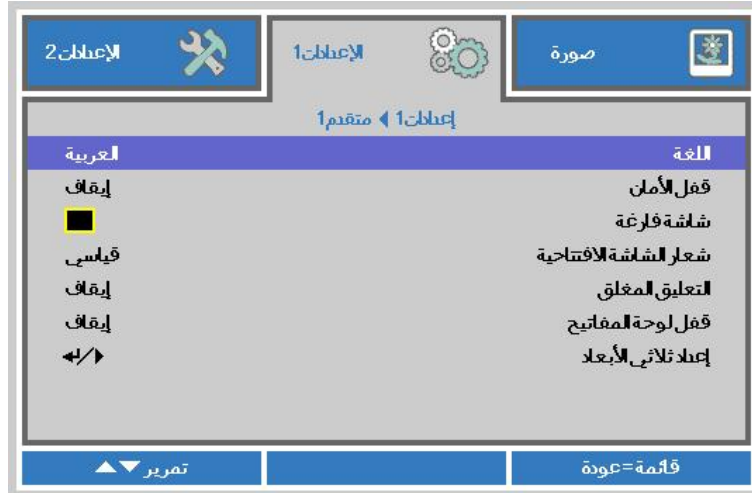 صورة
الإعدادات1
الإعدادات2
إعدادات1 ◀ متقدم1
اللغة العربية
قفل الأمان إيقاف
شاشة فارغة
شعار الشاشة الافتتاحية قياسي
التعليق المغلق إيقاف
قفل لوحة المفاتيح إيقاف
إعداد ثلاثي الأبعاد
قائمة=عودة
تمرير